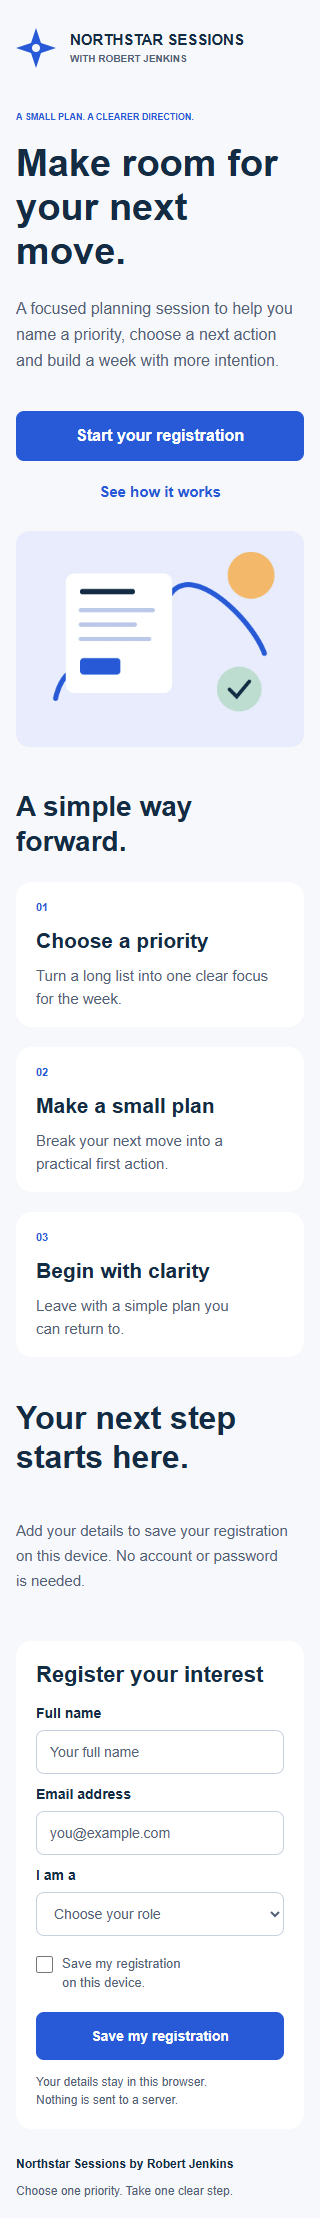 NORTHSTAR SESSIONS
WITH ROBERT JENKINS
A SMALL PLAN. A CLEARER DIRECTION.
Make room for
your next
move.
A focused planning session to help you
name a priority, choose a next action
and build a week with more intention.
Start your registration
See how it works
A simple way
forward.
01
Choose a priority
Turn a long list into one clear focus
for the week.
02
Make a small plan
Break your next move into a
practical first action.
03
Begin with clarity
Leave with a simple plan you
can return to.
Your next step
starts here.
Add your details to save your registration
on this device. No account or password
is needed.
Register your interest
Full name
Your full name
Email address
you@example.com
I am a
Choose your role
Save my registration
on this device.
Save my registration
Your details stay in this browser.
Nothing is sent to a server.
Northstar Sessions by Robert Jenkins
Choose one priority. Take one clear step.